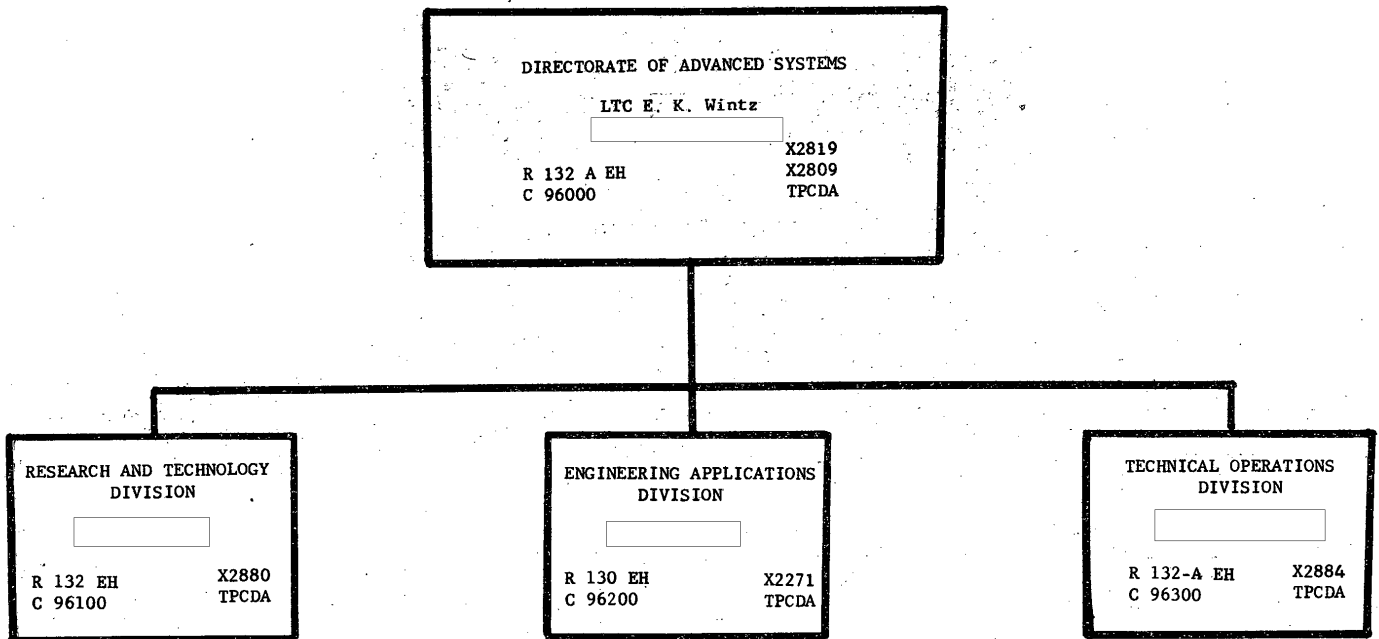 DIRECTORATE OF ADVANCED SYSTEMS
LTC E. K. Wintz
X2819
R 132 A EH X2809
C 96000 TPCDA
RESEARCH AND TECHNOLOGY
DIVISION
R 132 EH X2880
C 96100 TPCDA
ENGINEERING APPLICATIONS
DIVISION
R 130 EH X2271
C 96200 TPCDA
TECHNICAL OPERATIONS
DIVISION
R 132-A EH X2884
C 96300 TPCDA